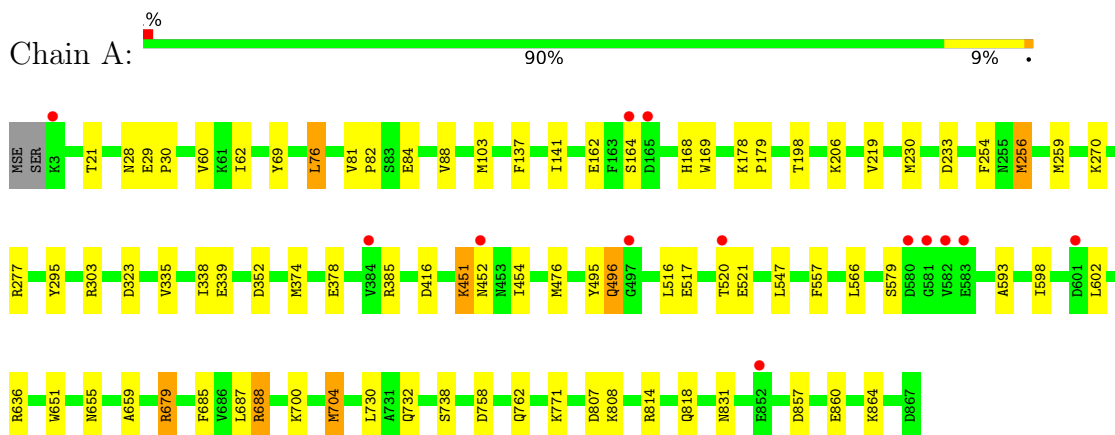 %
Chain A:
90% 9% •
MSE SER K3 T21 N28 E29 P30 V60 K61 I62 Y69 L76 V81 P82 S83 E84 V88 M103 F137 I141 E162 F163 S164 D165 H168 W169 K178 P179 T198 K206 V219 M230 D233 F254 N255 M256 M259 K270
R277 Y295 R303 D323 V335 I338 E339 D352 M374 E378 V384 R385 D416 K451 N452 N453 I454 M476 Y495 Q496 G497 L516 E517 T520 E521 L547 F557 L566 S579 D580 G581 V582 E583 A593 I598 D601 L602
R636 W651 N655 A659 R679 F685 V686 L687 R688 K700 M704 L730 A731 Q732 S738 D758 Q762 K771 D807 K808 R814 Q818 N831 E852 D857 E860 K864 D867